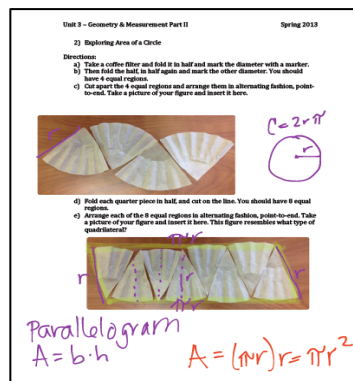 Unit 3 – Geometry & Measurement Part II Spring 2013
2) Exploring Area of a Circle
Directions:
a) Take a coffee filter and fold it in half and mark the diameter with a marker.
b) Then fold the half, in half again and mark the other diameter. You should
have 4 equal regions.
c) Cut apart the 4 equal regions and arrange them in alternating fashion, point-
to-end. Take a picture of your figure and insert it here.
r
C = 2rπ
r
d) Fold each quarter piece in half, and cut on the line. You should have 8 equal
regions.
e) Arrange each of the 8 equal regions in alternating fashion, point-to-end. Take
a picture of your figure and insert it here. This figure resembles what type of
quadrilateral?
πr
r
r
r
πr
Parallelogram
A = b·h
A = (πr)r = πr²